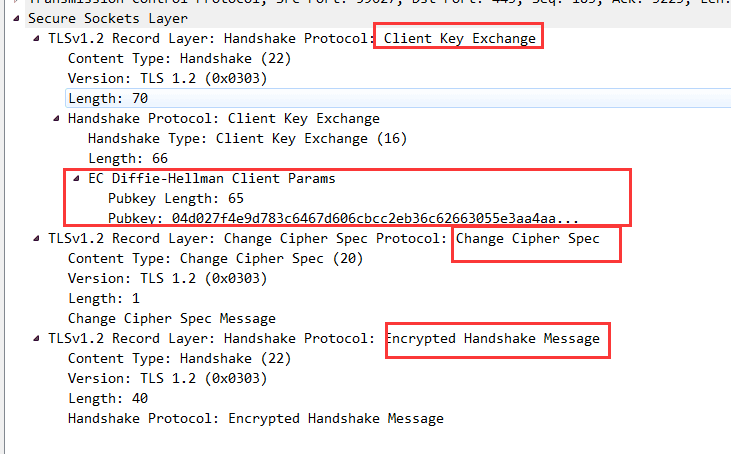 Secure Sockets Layer
TLSv1.2 Record Layer: Handshake Protocol: Client Key Exchange
Content Type: Handshake (22)
Version: TLS 1.2 (0x0303)
Length: 70
Handshake Protocol: Client Key Exchange
Handshake Type: Client Key Exchange (16)
Length: 66
EC Diffie-Hellman Client Params
Pubkey Length: 65
Pubkey: 04d027f4e9d783c6467d606cbcc2eb36c62663055e3aa4aa...
TLSv1.2 Record Layer: Change Cipher Spec Protocol: Change Cipher Spec
Content Type: Change Cipher Spec (20)
Version: TLS 1.2 (0x0303)
Length: 1
Change Cipher Spec Message
TLSv1.2 Record Layer: Handshake Protocol: Encrypted Handshake Message
Content Type: Handshake (22)
Version: TLS 1.2 (0x0303)
Length: 40
Handshake Protocol: Encrypted Handshake Message